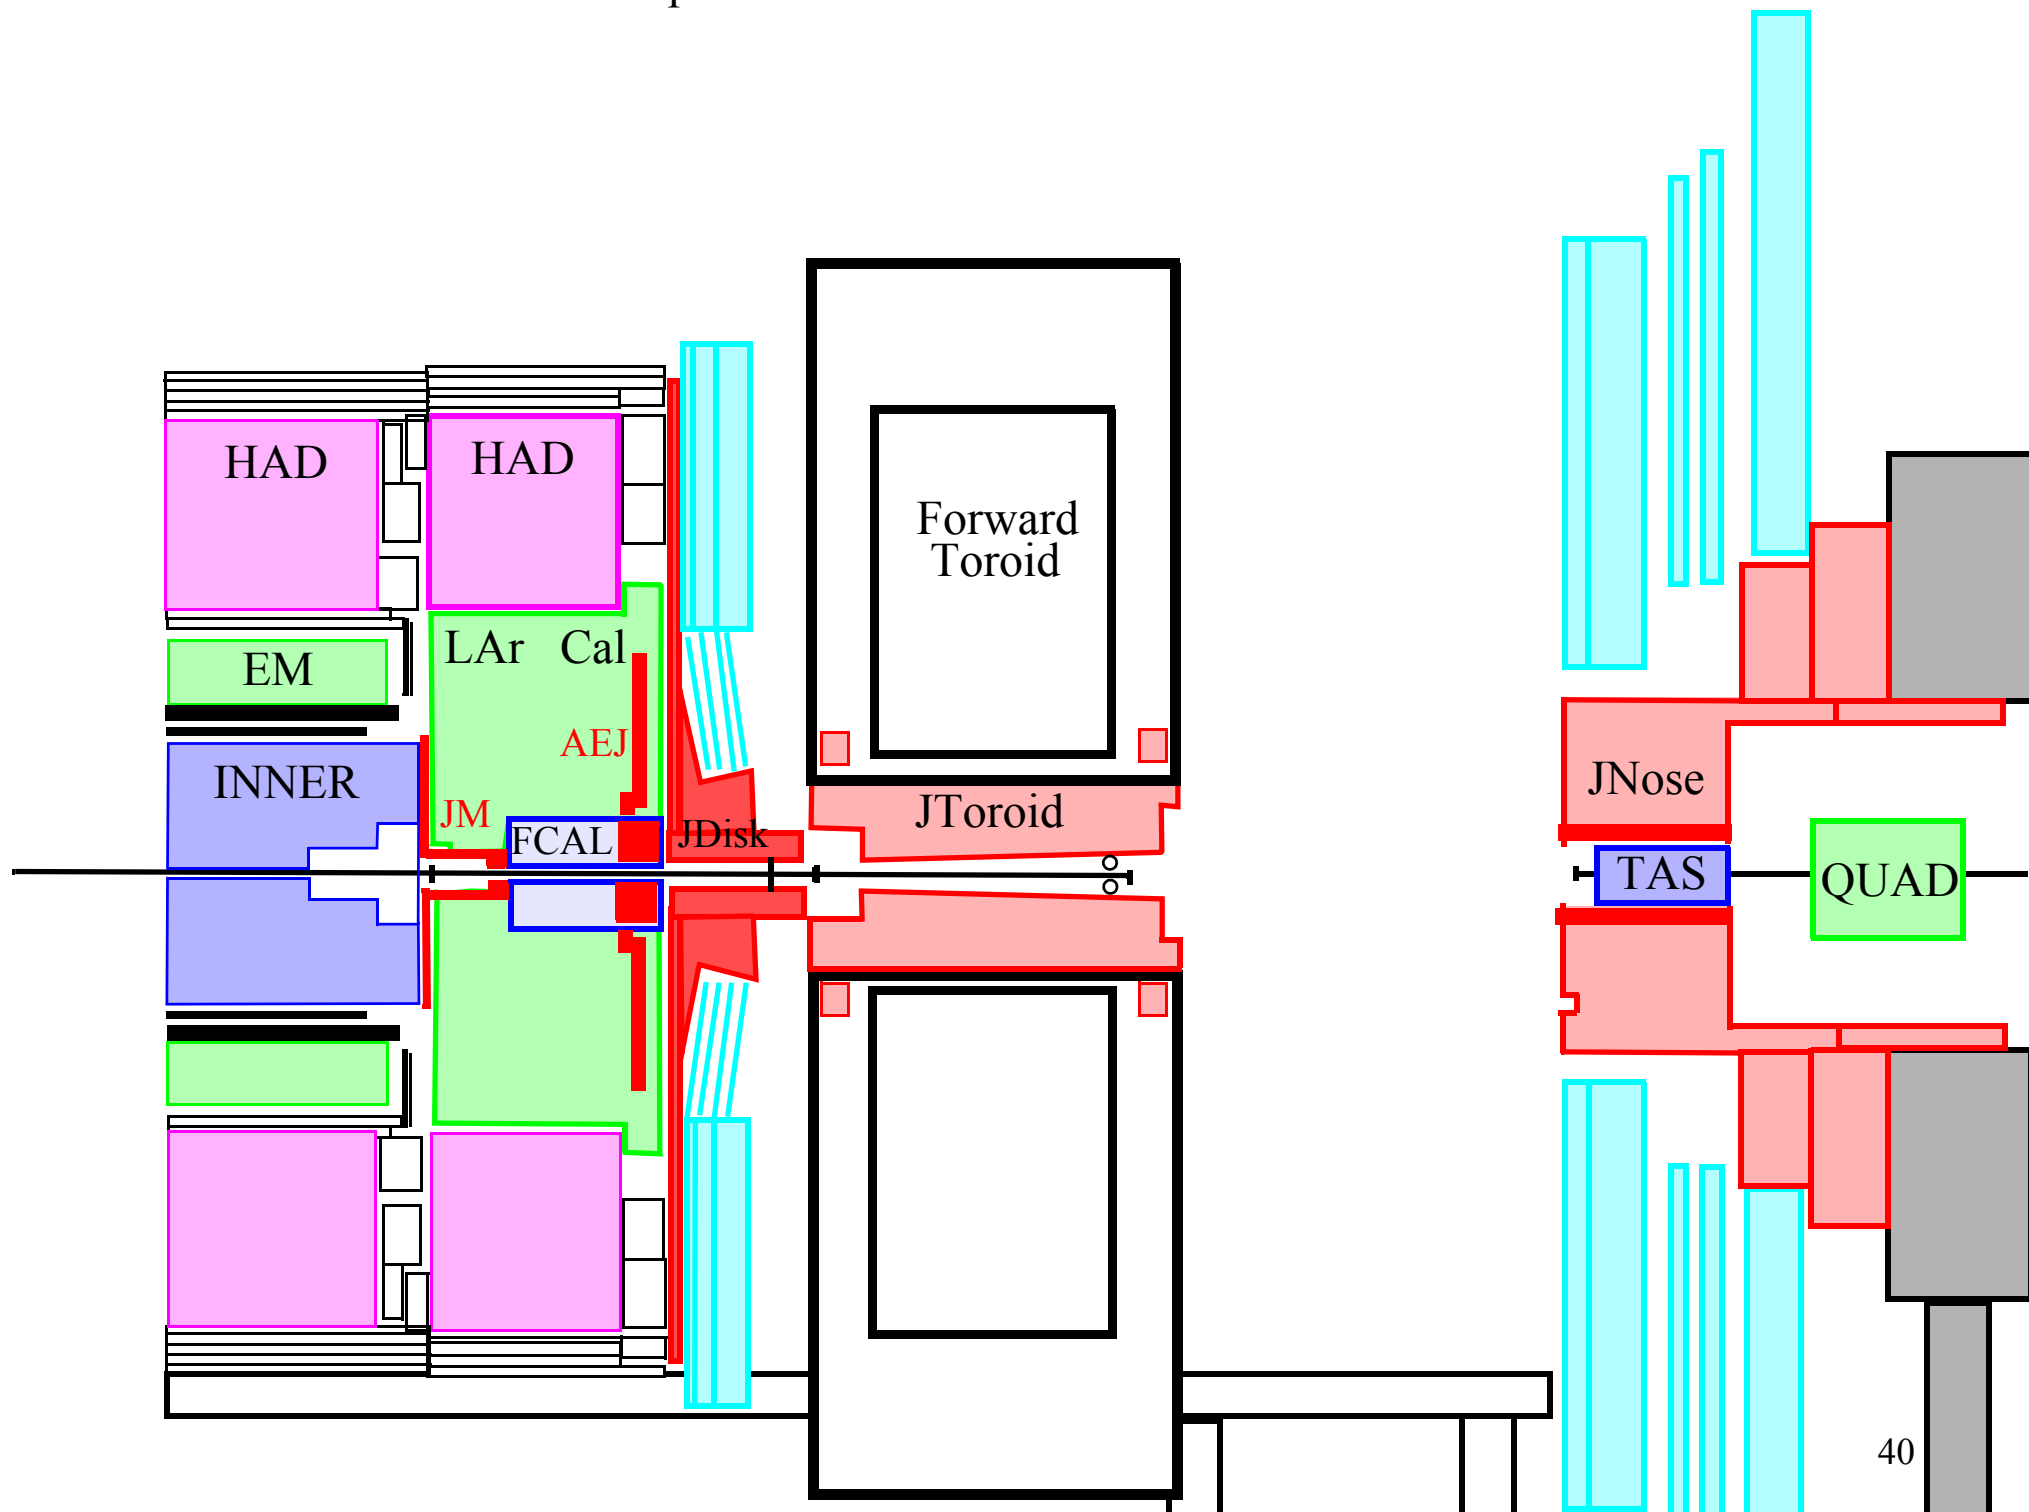 HAD
HAD
Forward
Toroid
LAr Cal
EM
AEJ
INNER
JNose
JM
JToroid
FCAL
JDisk
TAS
QUAD
40